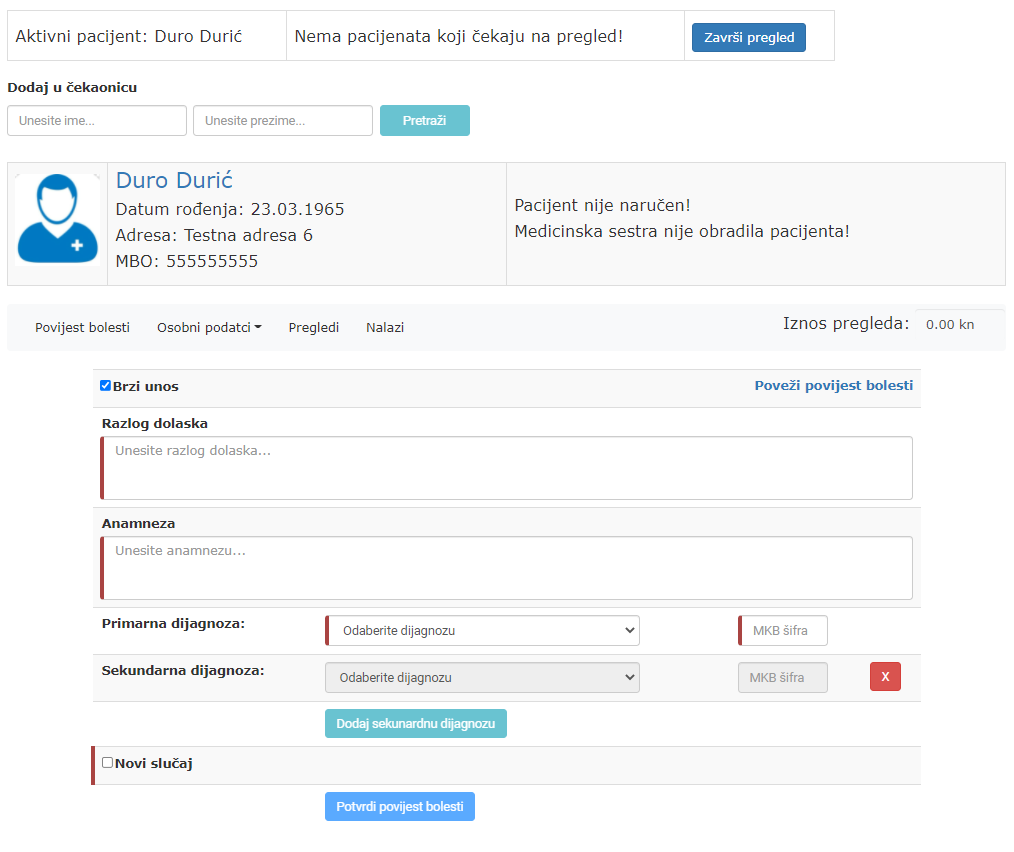 Aktivni pacijent: Duro Durić
Nema pacijenata koji čekaju na pregled!
Završi pregled
Dodaj u čekaonicu
Unesite ime...
Unesite prezime...
Pretraži
Duro Durić
Datum rođenja: 23.03.1965
Adresa: Testna adresa 6
MBO: 555555555
Pacijent nije naručen!
Medicinska sestra nije obradila pacijenta!
Povijest bolesti
Osobni podatci
Pregledi
Nalazi
Iznos pregleda:
0.00 kn
Brzi unos
Poveži povijest bolesti
Razlog dolaska
Unesite razlog dolaska...
Anamneza
Unesite anamnezu...
Primarna dijagnoza:
Odaberite dijagnozu
MKB šifra
Sekundarna dijagnoza:
Odaberite dijagnozu
MKB šifra
X
Dodaj sekunardnu dijagnozu
Novi slučaj
Potvrdi povijest bolesti